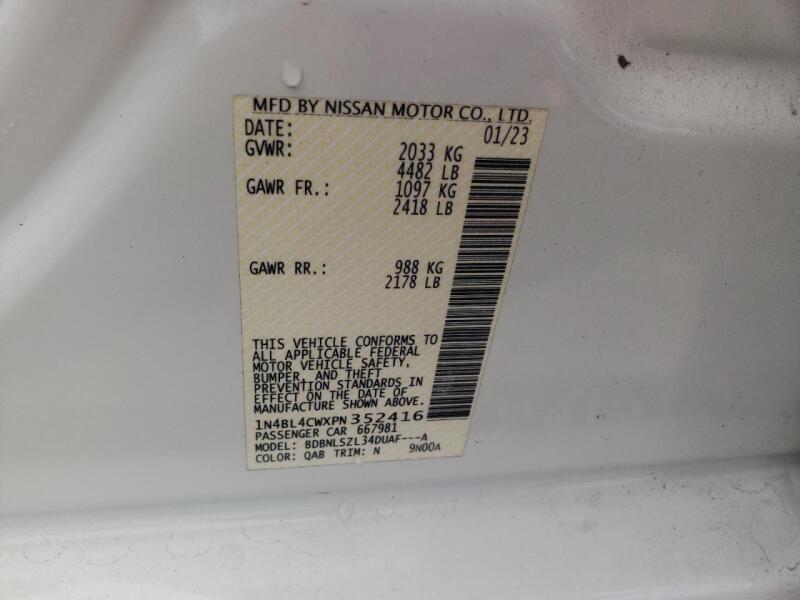 MFD BY NISSAN MOTOR CO., LTD.
DATE: 01/23
GVWR: 2033 KG
4482 LB
GAWR FR.: 1097 KG
2418 LB
GAWR RR.: 988 KG
2178 LB
THIS VEHICLE CONFORMS TO
ALL APPLICABLE FEDERAL
MOTOR VEHICLE SAFETY,
BUMPER, AND THEFT
PREVENTION STANDARDS IN
EFFECT ON THE DATE OF
MANUFACTURE SHOWN ABOVE.
1N4BL4CWXPN352416
PASSENGER CAR 667981
MODEL: BDBNLSZL34DUAF---A
COLOR: QAB TRIM: N 9N00A